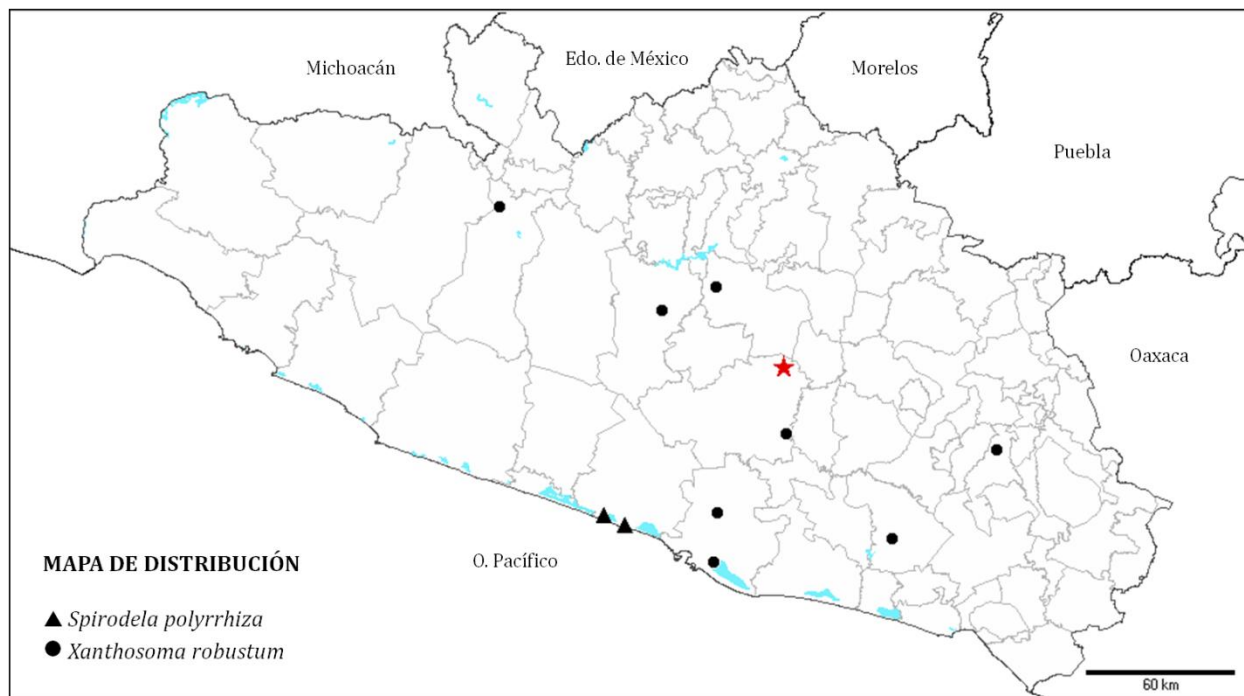 Michoacán
Edo. de México
Morelos
Puebla
Oaxaca
O. Pacífico
MAPA DE DISTRIBUCIÓN
Spirodela polyrrhiza
Xanthosoma robustum
60 km